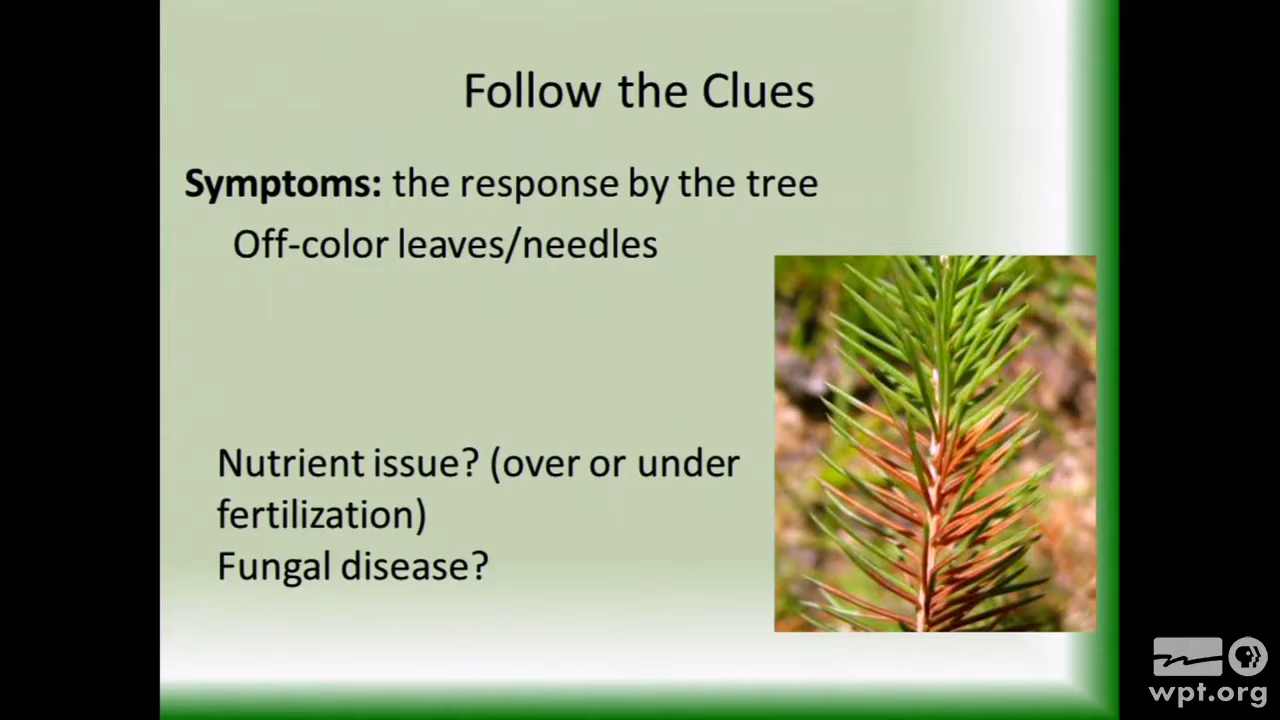 Follow the Clues
Symptoms: the response by the tree
Off-color leaves/needles
Nutrient issue? (over or under
fertilization)
Fungal disease?
wpt.org